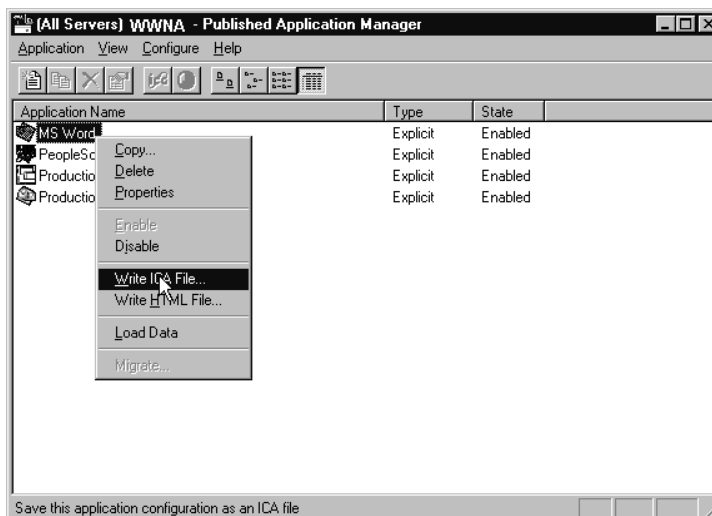 (All Servers) WWNA - Published Application Manager
Application View Configure Help
Application Name Type State
MS Word Explicit Enabled
PeopleSo Explicit Enabled
Productio Explicit Enabled
Productio Explicit Enabled
Copy...
Delete
Properties
Enable
Disable
Write ICA File...
Write HTML File...
Load Data
Migrate...
Save this application configuration as an ICA file